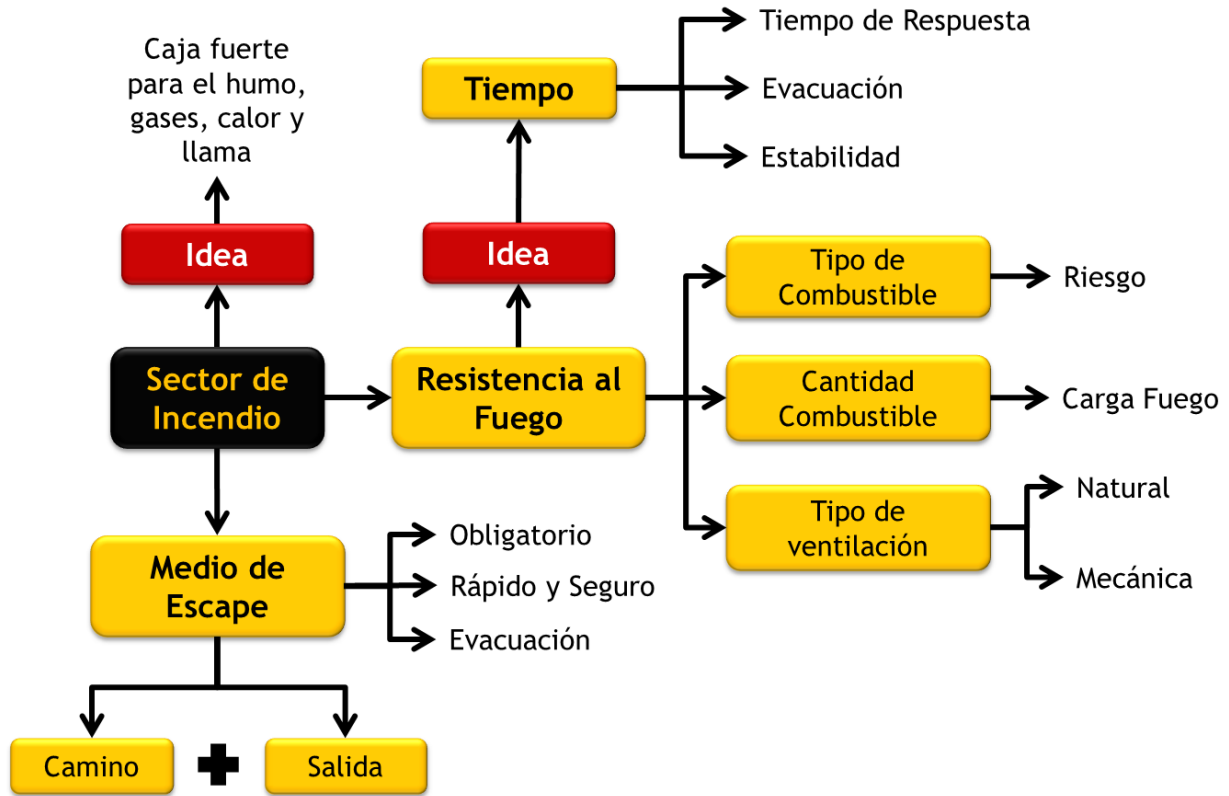 Caja fuerte
para el humo,
gases, calor y
llama
Tiempo
Tiempo de Respuesta
Evacuación
Estabilidad
Idea
Idea
Tipo de
Combustible
Riesgo
Sector de
Incendio
Resistencia al
Fuego
Cantidad
Combustible
Carga Fuego
Tipo de
ventilación
Natural
Mecánica
Medio de
Escape
Obligatorio
Rápido y Seguro
Evacuación
Camino
Salida